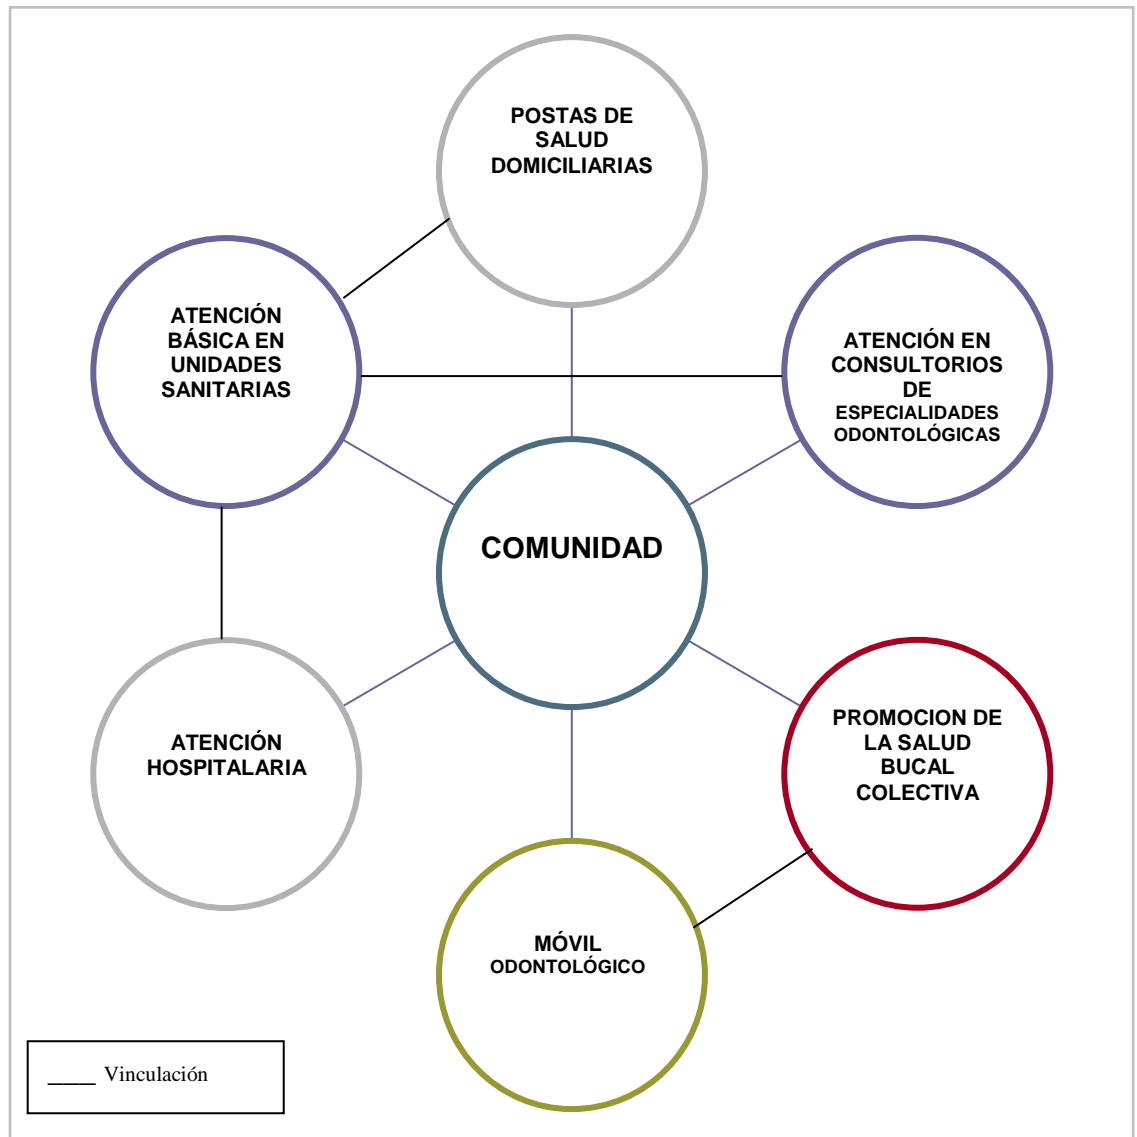 POSTAS DE
SALUD
DOMICILIARIAS
ATENCIÓN
BÁSICA EN
UNIDADES
SANITARIAS
ATENCIÓN EN
CONSULTORIOS
DE
ESPECIALIDADES
ODONTOLÓGICAS
COMUNIDAD
ATENCIÓN
HOSPITALARIA
PROMOCION DE
LA SALUD
BUCAL
COLECTIVA
MÓVIL
ODONTOLÓGICO
____ Vinculación